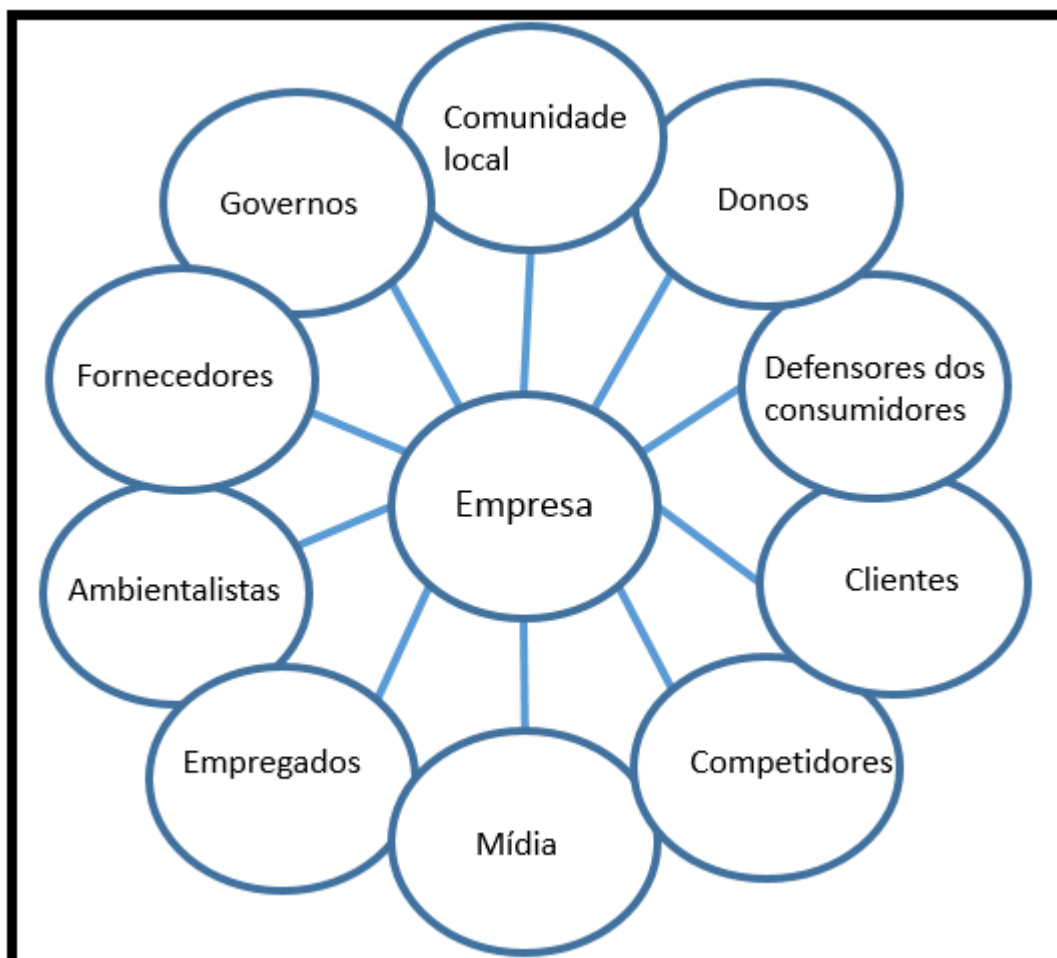 Comunidade
local
Governos
Donos
Fornecedores
Defensores dos
consumidores
Empresa
Ambientalistas
Clientes
Empregados
Competidores
Mídia